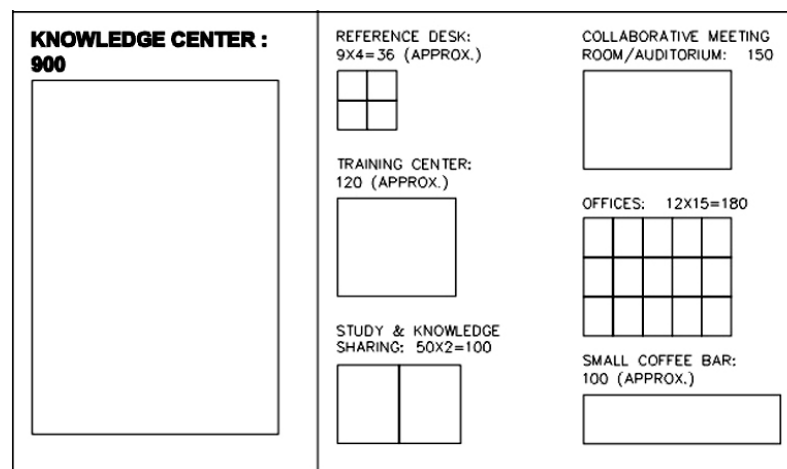 KNOWLEDGE CENTER :
900
REFERENCE DESK:
9X4=36 (APPROX.)
TRAINING CENTER:
120 (APPROX.)
STUDY & KNOWLEDGE
SHARING: 50X2=100
COLLABORATIVE MEETING
ROOM/AUDITORIUM: 150
OFFICES: 12X15=180
SMALL COFFEE BAR:
100 (APPROX.)